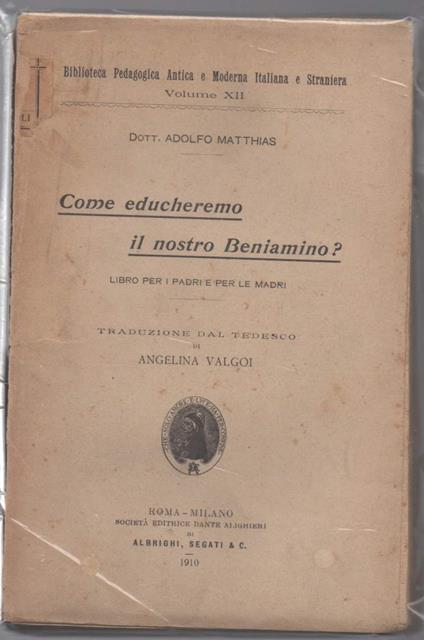 Biblioteca Pedagogica Antica e Moderna Italiana e Straniera
Volume XII
Dott. ADOLFO MATTHIAS
Come educheremo
il nostro Beniamino?
LIBRO PER I PADRI E PER LE MADRI
TRADUZIONE DAL TEDESCO
DI
ANGELINA VALGOI
ROMA - MILANO
SOCIETÀ EDITRICE DANTE ALIGHIERI
DI
ALBRIGHI, SEGATI & C.
1910